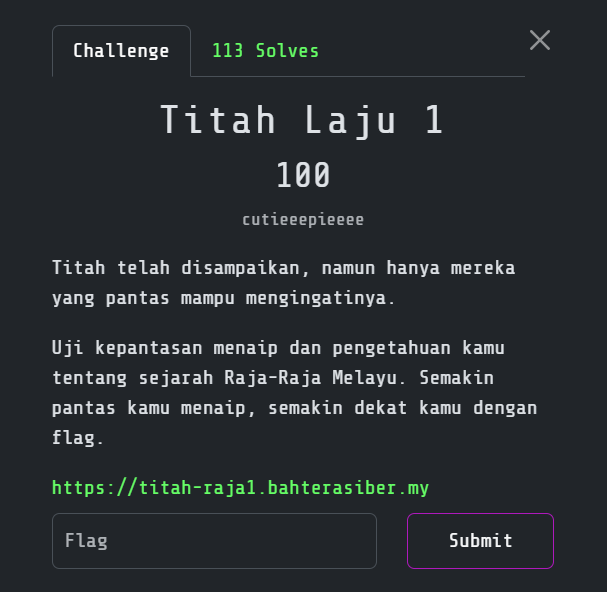 Challenge
113 Solves
Titah Laju 1
100
cutieeepieeee
Titah telah disampaikan, namun hanya mereka
yang pantas mampu mengingatinya.
Uji kepantasan menaip dan pengetahuan kamu
tentang sejarah Raja-Raja Melayu. Semakin
pantas kamu menaip, semakin dekat kamu dengan
flag.
https://titah-raja1.bahterasiber.my
Flag
Submit